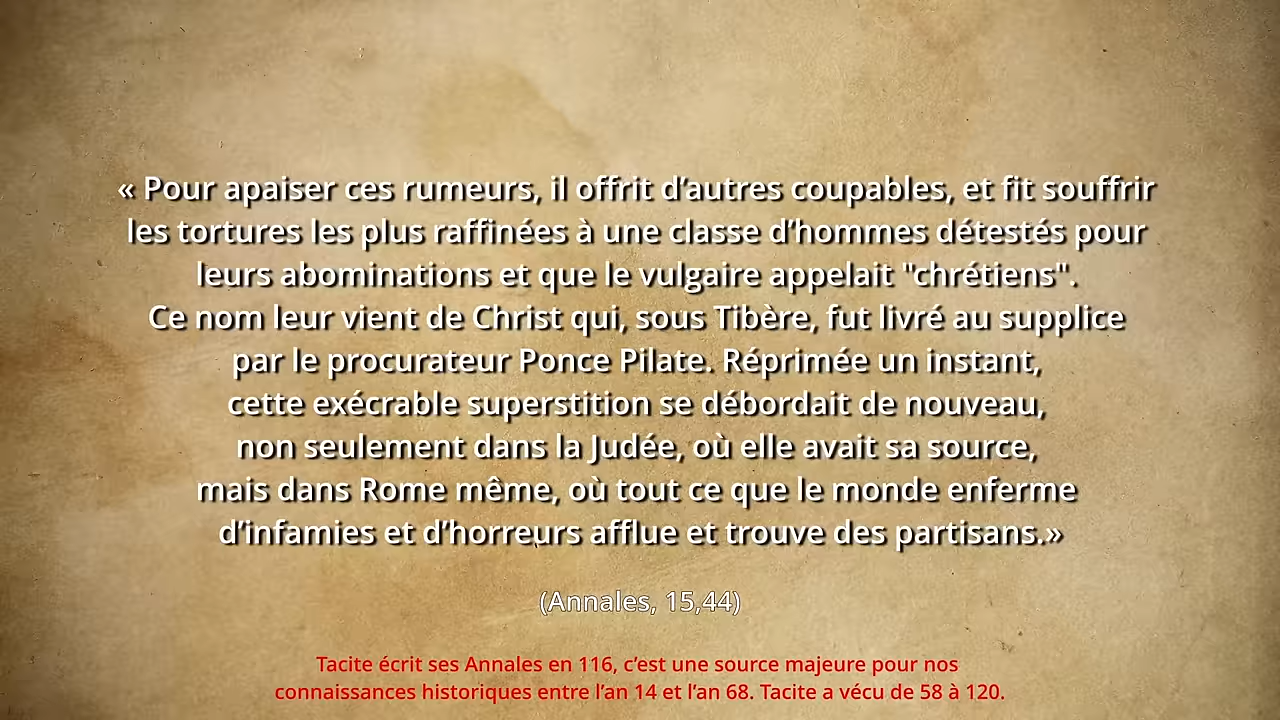 « Pour apaiser ces rumeurs, il offrit d’autres coupables, et fit souffrir
les tortures les plus raffinées à une classe d’hommes détestés pour
leurs abominations et que le vulgaire appelait "chrétiens".
Ce nom leur vient de Christ qui, sous Tibère, fut livré au supplice
par le procurateur Ponce Pilate. Réprimée un instant,
cette exécrable superstition se débordait de nouveau,
non seulement dans la Judée, où elle avait sa source,
mais dans Rome même, où tout ce que le monde enferme
d’infamies et d’horreurs afflue et trouve des partisans.»
(Annales, 15,44)
Tacite écrit ses Annales en 116, c’est une source majeure pour nos
connaissances historiques entre l’an 14 et l’an 68. Tacite a vécu de 58 à 120.